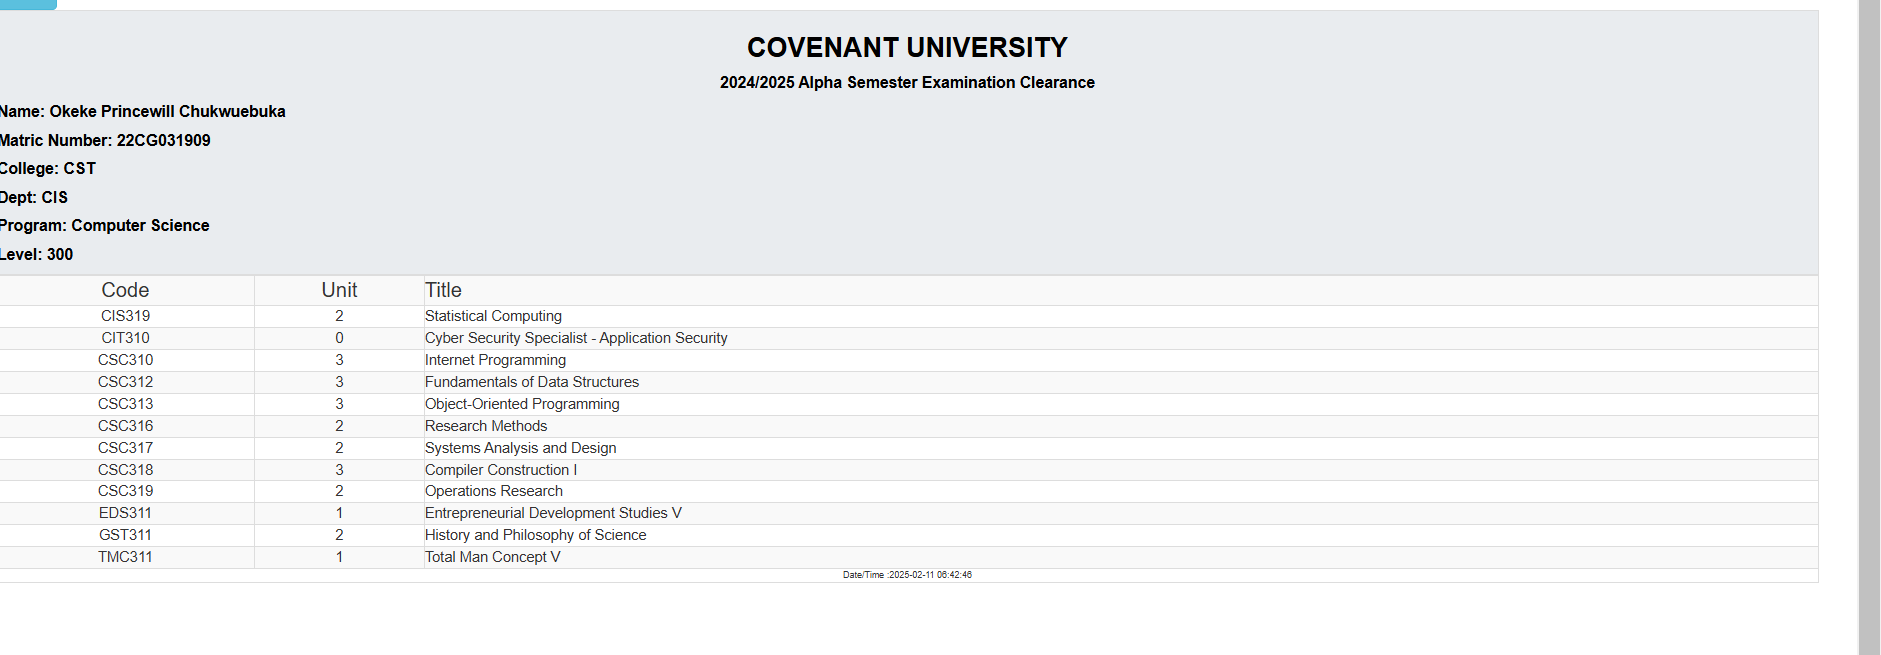 COVENANT UNIVERSITY
2024/2025 Alpha Semester Examination Clearance
Name: Okeke Princewill Chukwuebuka
Matric Number: 22CG031909
College: CST
Dept: CIS
Program: Computer Science
Level: 300
Code Unit Title
CIS319 2 Statistical Computing
CIT310 0 Cyber Security Specialist - Application Security
CSC310 3 Internet Programming
CSC312 3 Fundamentals of Data Structures
CSC313 3 Object-Oriented Programming
CSC316 2 Research Methods
CSC317 2 Systems Analysis and Design
CSC318 3 Compiler Construction I
CSC319 2 Operations Research
EDS311 1 Entrepreneurial Development Studies V
GST311 2 History and Philosophy of Science
TMC311 1 Total Man Concept V
Date/Time :2025-02-11 06:42:46